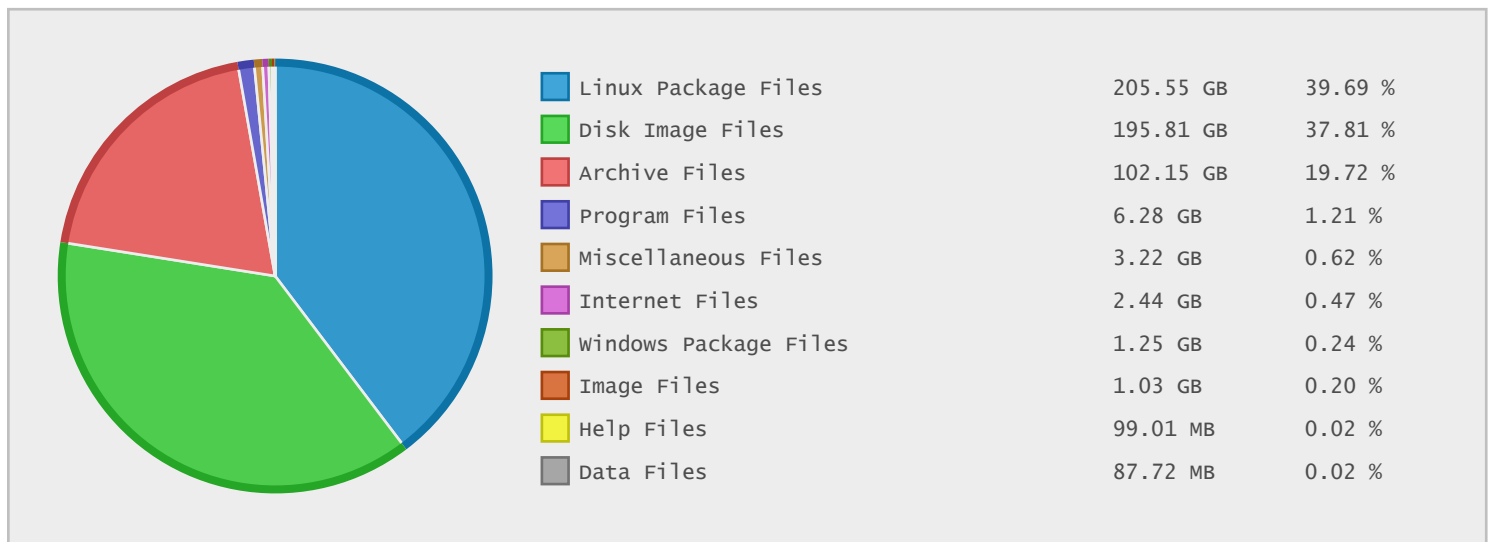 Linux Package Files 205.55 GB 39.69 %
Disk Image Files 195.81 GB 37.81 %
Archive Files 102.15 GB 19.72 %
Program Files 6.28 GB 1.21 %
Miscellaneous Files 3.22 GB 0.62 %
Internet Files 2.44 GB 0.47 %
Windows Package Files 1.25 GB 0.24 %
Image Files 1.03 GB 0.20 %
Help Files 99.01 MB 0.02 %
Data Files 87.72 MB 0.02 %